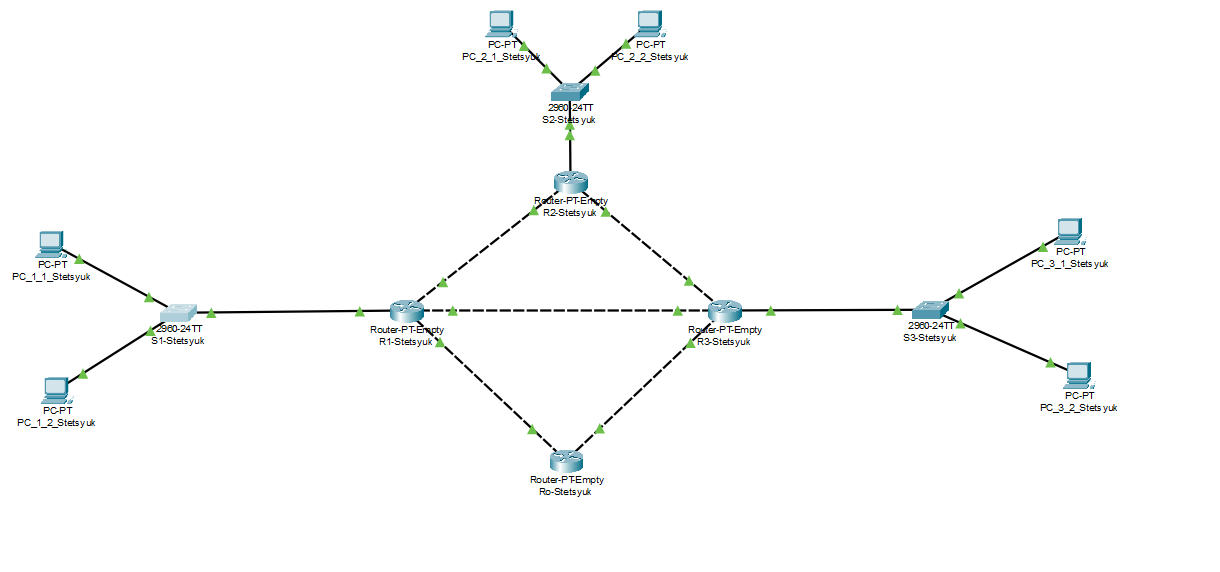 PC-PT
PC_2_1_Stetsyuk
PC-PT
PC_2_2_Stetsyuk
2960-24TT
S2-Stetsyuk
Router-PT-Empty
R2-Stetsyuk
PC-PT
PC_1_1_Stetsyuk
PC-PT
PC_3_1_Stetsyuk
2960-24TT
S1-Stetsyuk
Router-PT-Empty
R1-Stetsyuk
Router-PT-Empty
R3-Stetsyuk
2960-24TT
S3-Stetsyuk
PC-PT
PC_1_2_Stetsyuk
PC-PT
PC_3_2_Stetsyuk
Router-PT-Empty
Ro-Stetsyuk